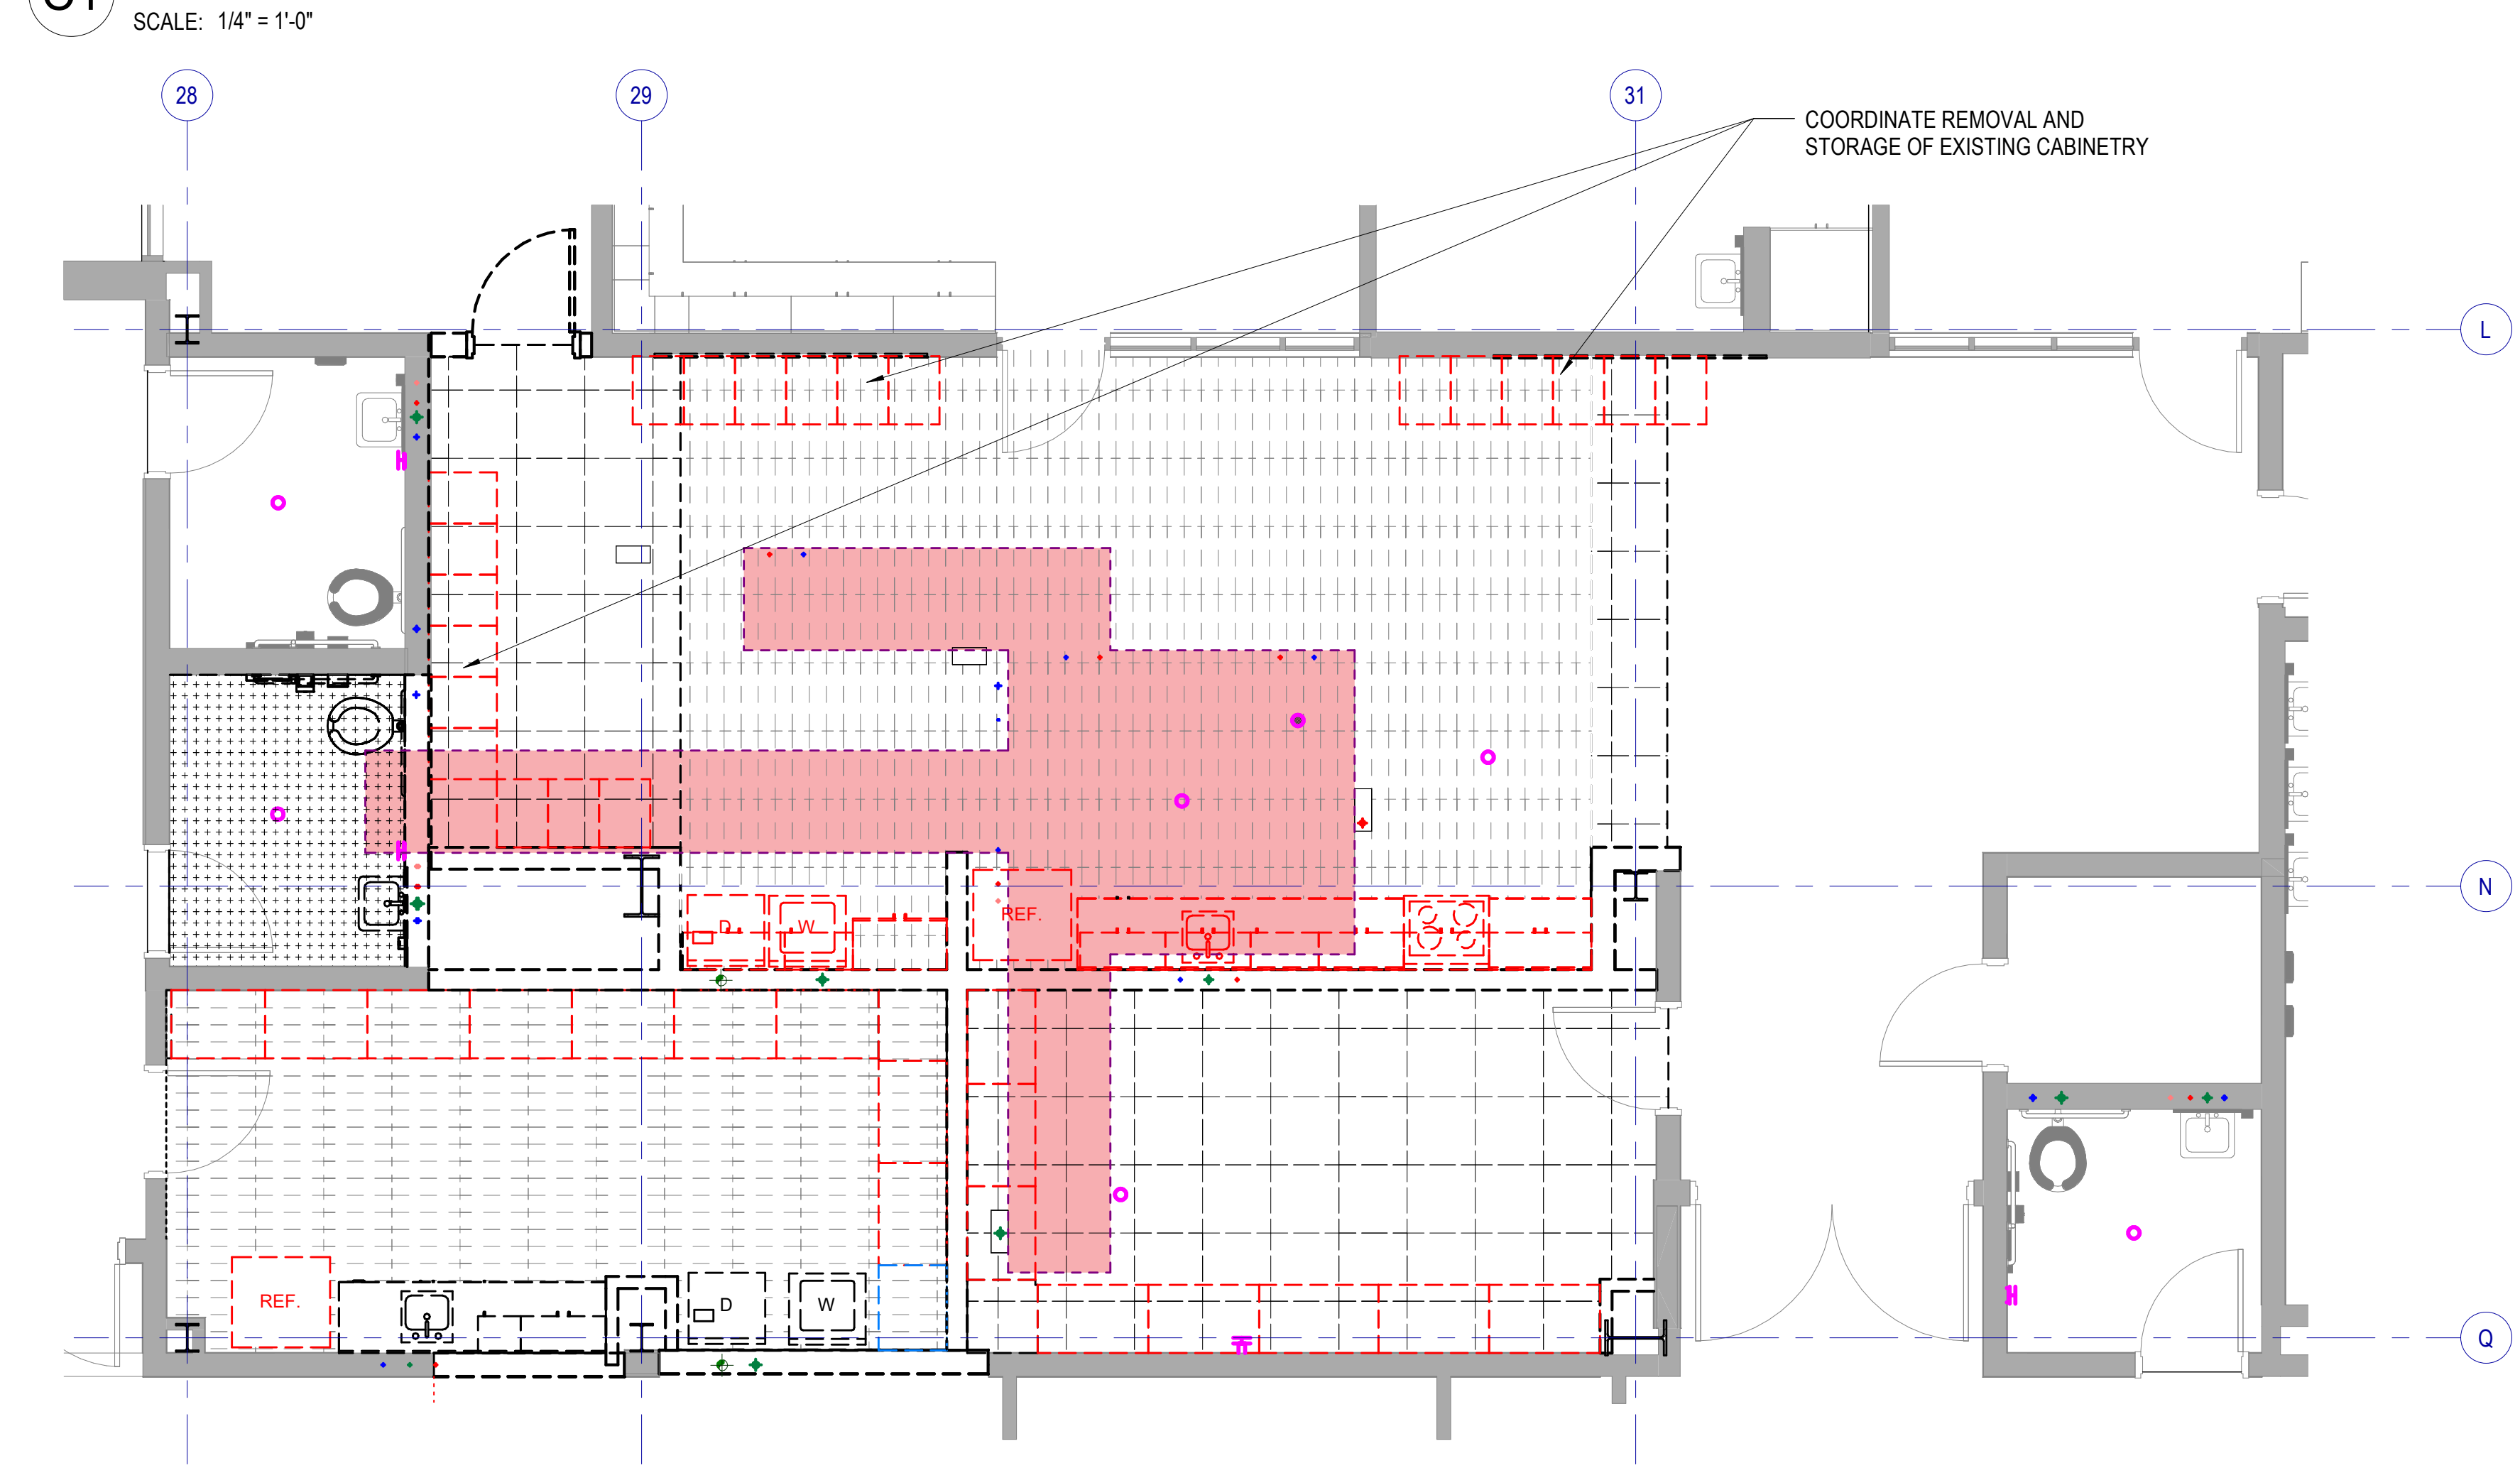 SCALE: 1/4" = 1'-0"
28
29
31
COORDINATE REMOVAL AND
STORAGE OF EXISTING CABINETRY
L
N
D
W
REF.
REF.
D
W
Q